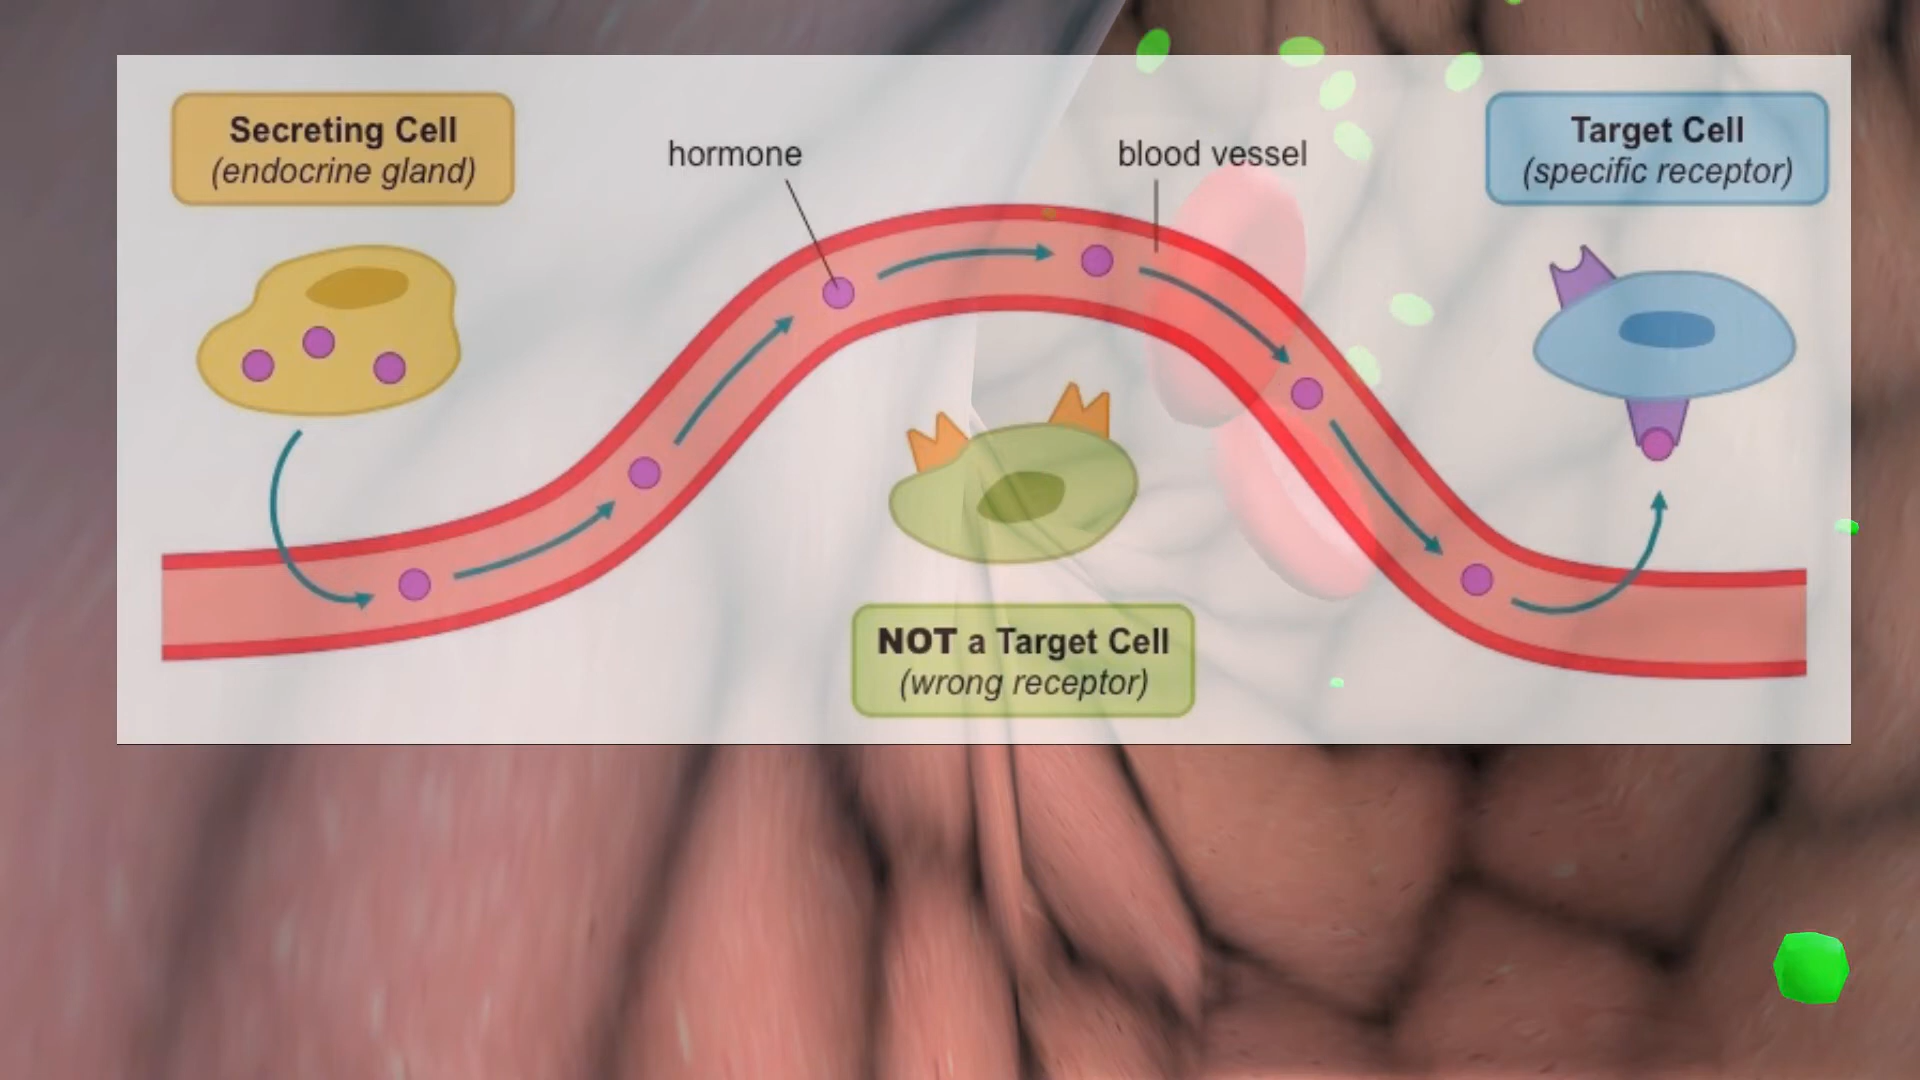 Secreting Cell
(endocrine gland)
hormone
blood vessel
Target Cell
(specific receptor)
NOT a Target Cell
(wrong receptor)